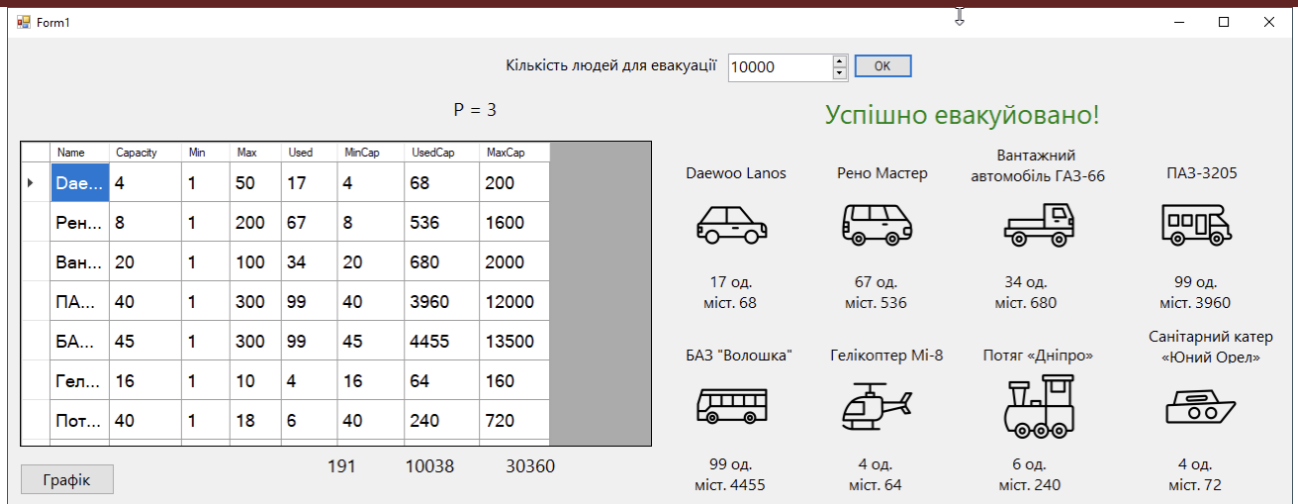 Form1
Кількість людей для евакуації 10000 OK
P = 3
Успішно евакуйовано!
Name Capacity Min Max Used MinCap UsedCap MaxCap
Dae... 4 1 50 17 4 68 200
Рен... 8 1 200 67 8 536 1600
Ван... 20 1 100 34 20 680 2000
ПА... 40 1 300 99 40 3960 12000
БА... 45 1 300 99 45 4455 13500
Гел... 16 1 10 4 16 64 160
Пот... 40 1 18 6 40 240 720
191 10038 30360
Графік
Daewoo Lanos
17 од.
міст. 68
Рено Мастер
67 од.
міст. 536
Вантажний
автомобіль ГАЗ-66
34 од.
міст. 680
ПАЗ-3205
99 од.
міст. 3960
БАЗ "Волошка"
99 од.
міст. 4455
Гелікоптер Мі-8
4 од.
міст. 64
Потяг «Дніпро»
6 од.
міст. 240
Санітарний катер
«Юний Орел»
4 од.
міст. 72